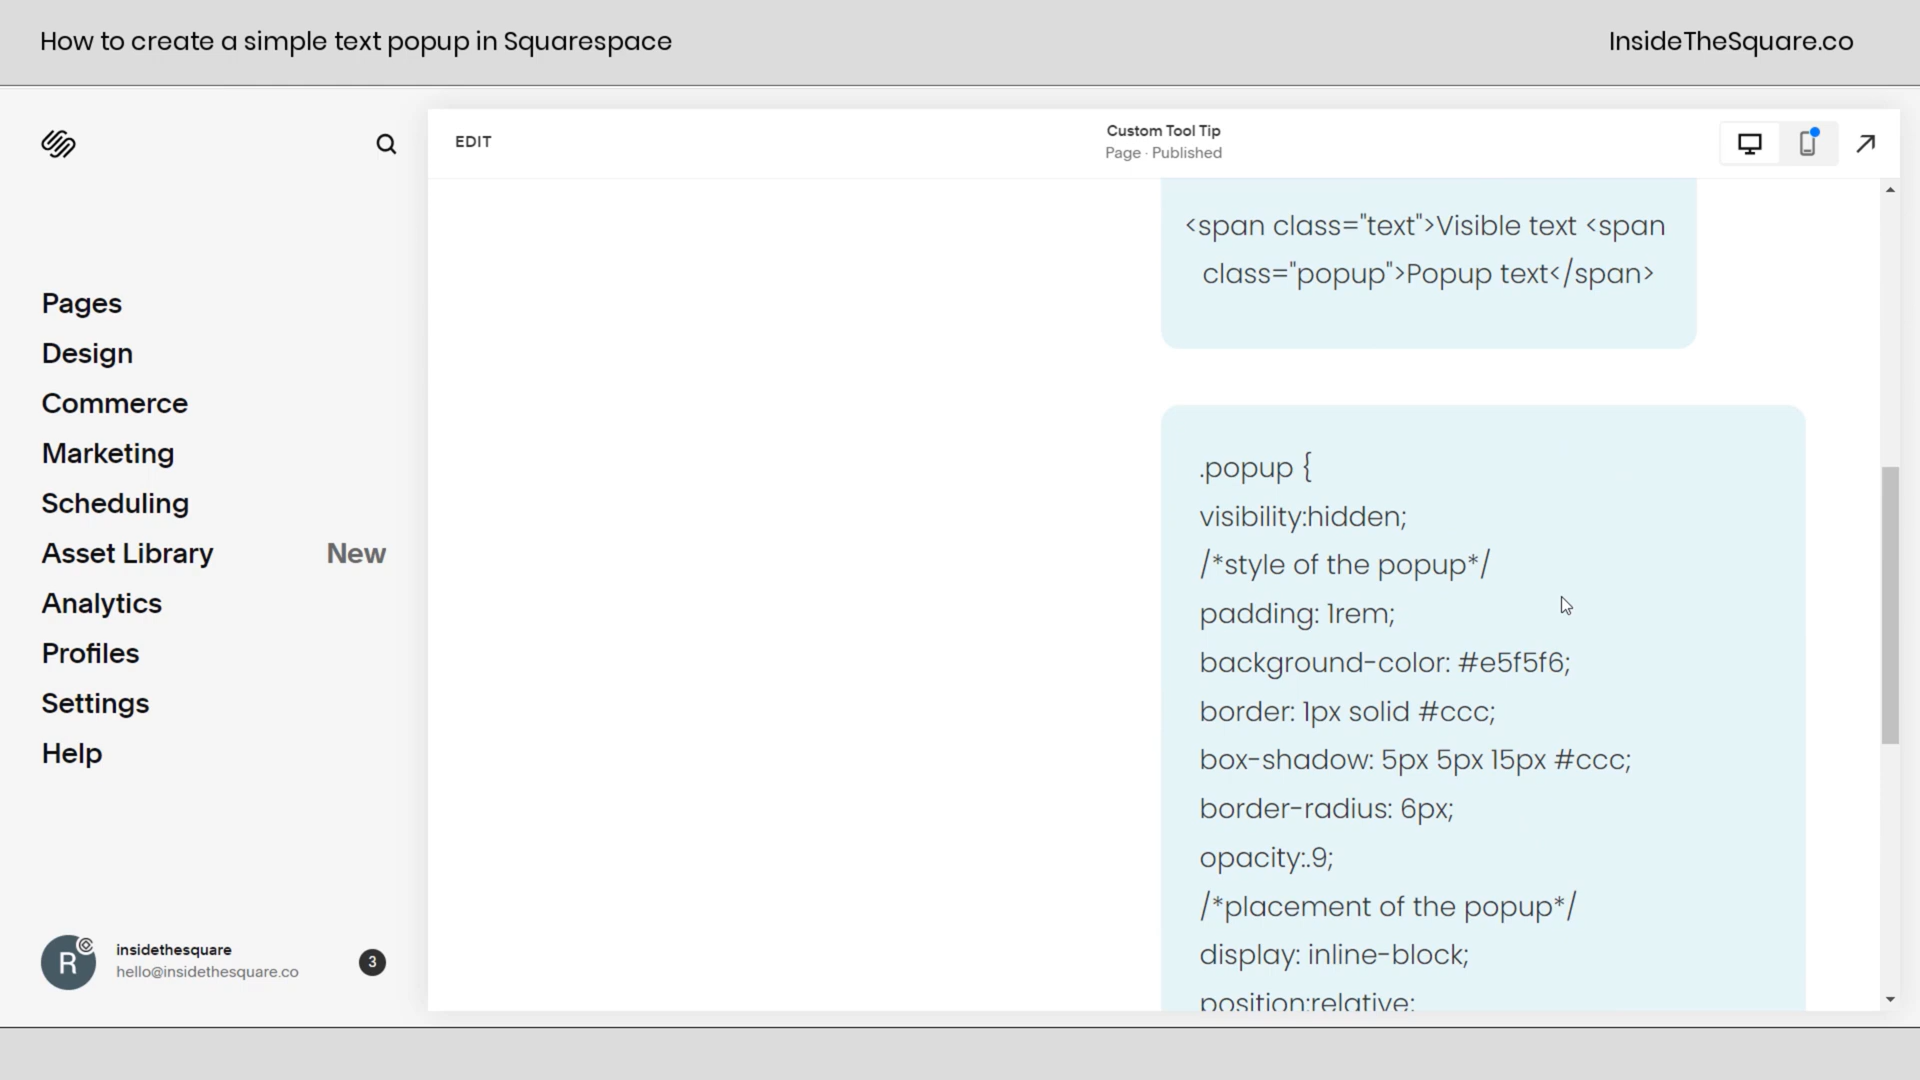 How to create a simple text popup in Squarespace
InsideTheSquare.co
EDIT
Custom Tool Tip
Page · Published
Pages
Design
Commerce
Marketing
Scheduling
Asset Library New
Analytics
Profiles
Settings
Help
R
insidethesquare
hello@insidethesquare.co
3
<span class="text">Visible text <span
class="popup">Popup text</span>
.popup {
visibility:hidden;
/*style of the popup*/
padding: 1rem;
background-color: #e5f5f6;
border: 1px solid #ccc;
box-shadow: 5px 5px 15px #ccc;
border-radius: 6px;
opacity:.9;
/*placement of the popup*/
display: inline-block;
position:relative;